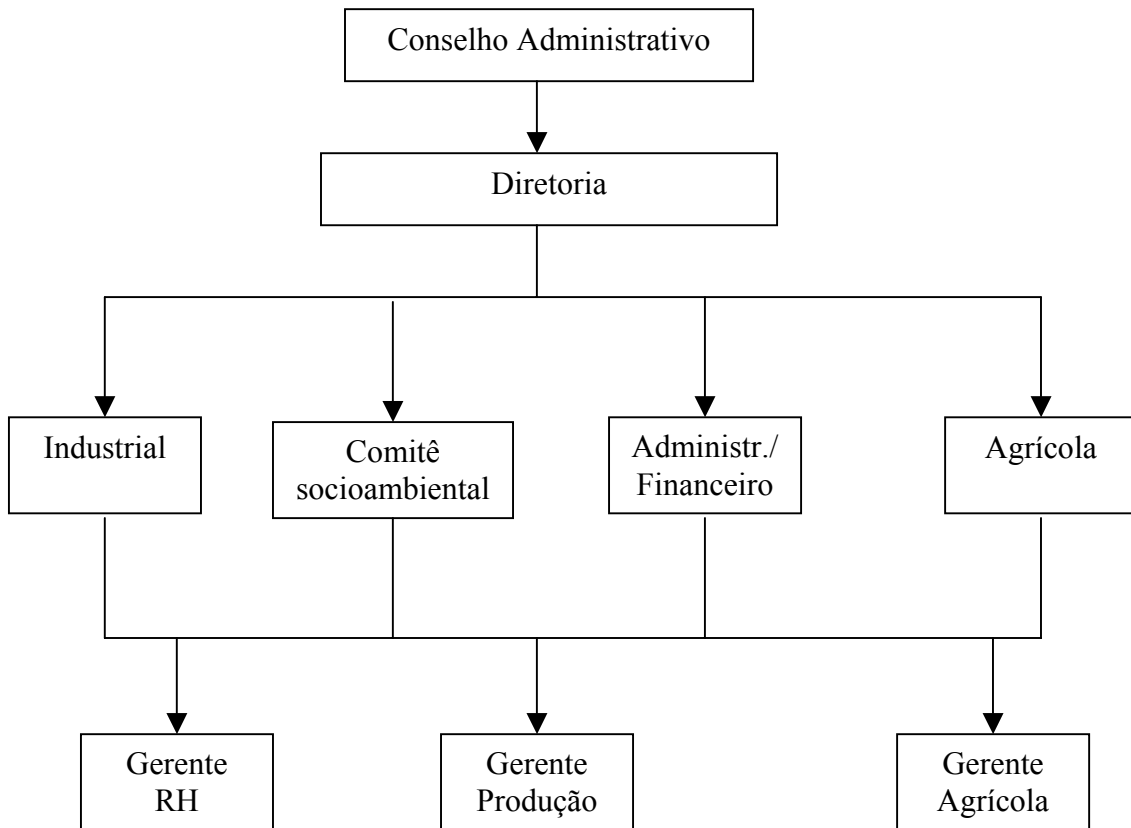 Conselho Administrativo
Diretoria
Industrial
Comitê
socioambiental
Administr./
Financeiro
Agrícola
Gerente
RH
Gerente
Produção
Gerente
Agrícola